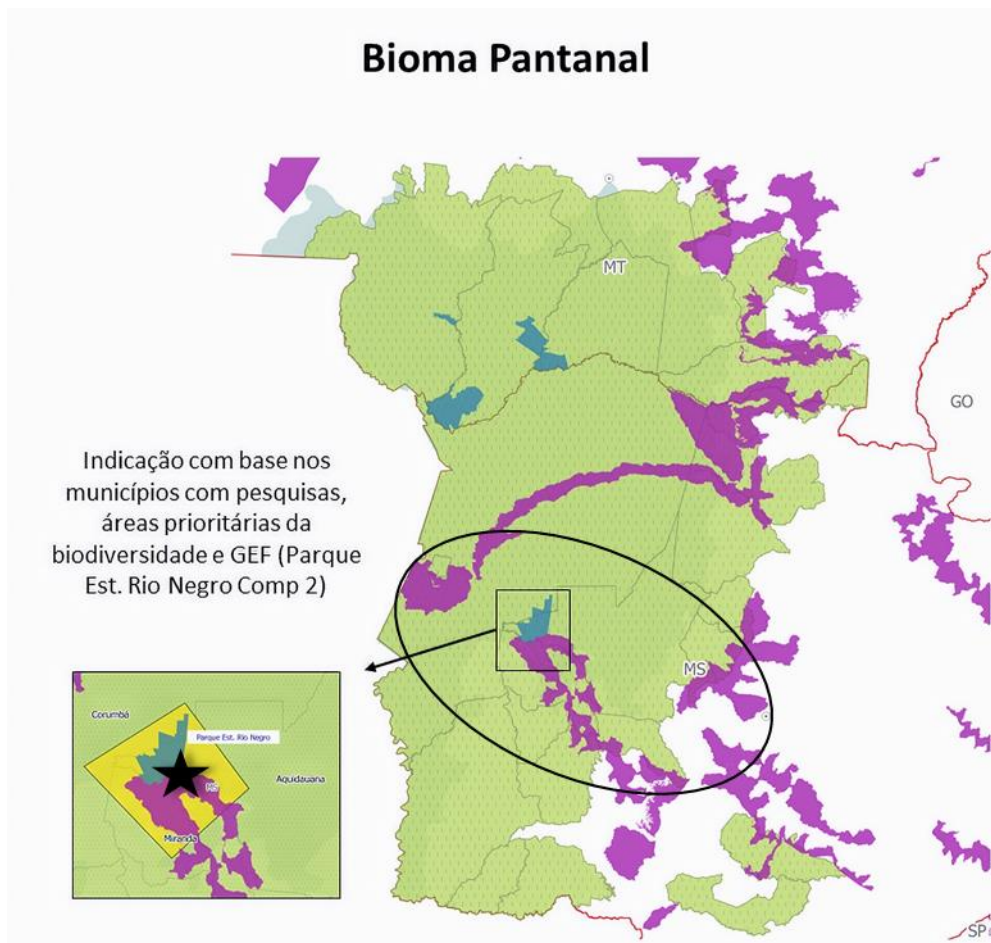 Bioma Pantanal
MT
GO
Indicação com base nos
municípios com pesquisas,
áreas prioritárias da
biodiversidade e GEF (Parque
Est. Rio Negro Comp 2)
MS
Corumbá
Parque Est. Rio Negro
Aquidauana
MS
Miranda
SP